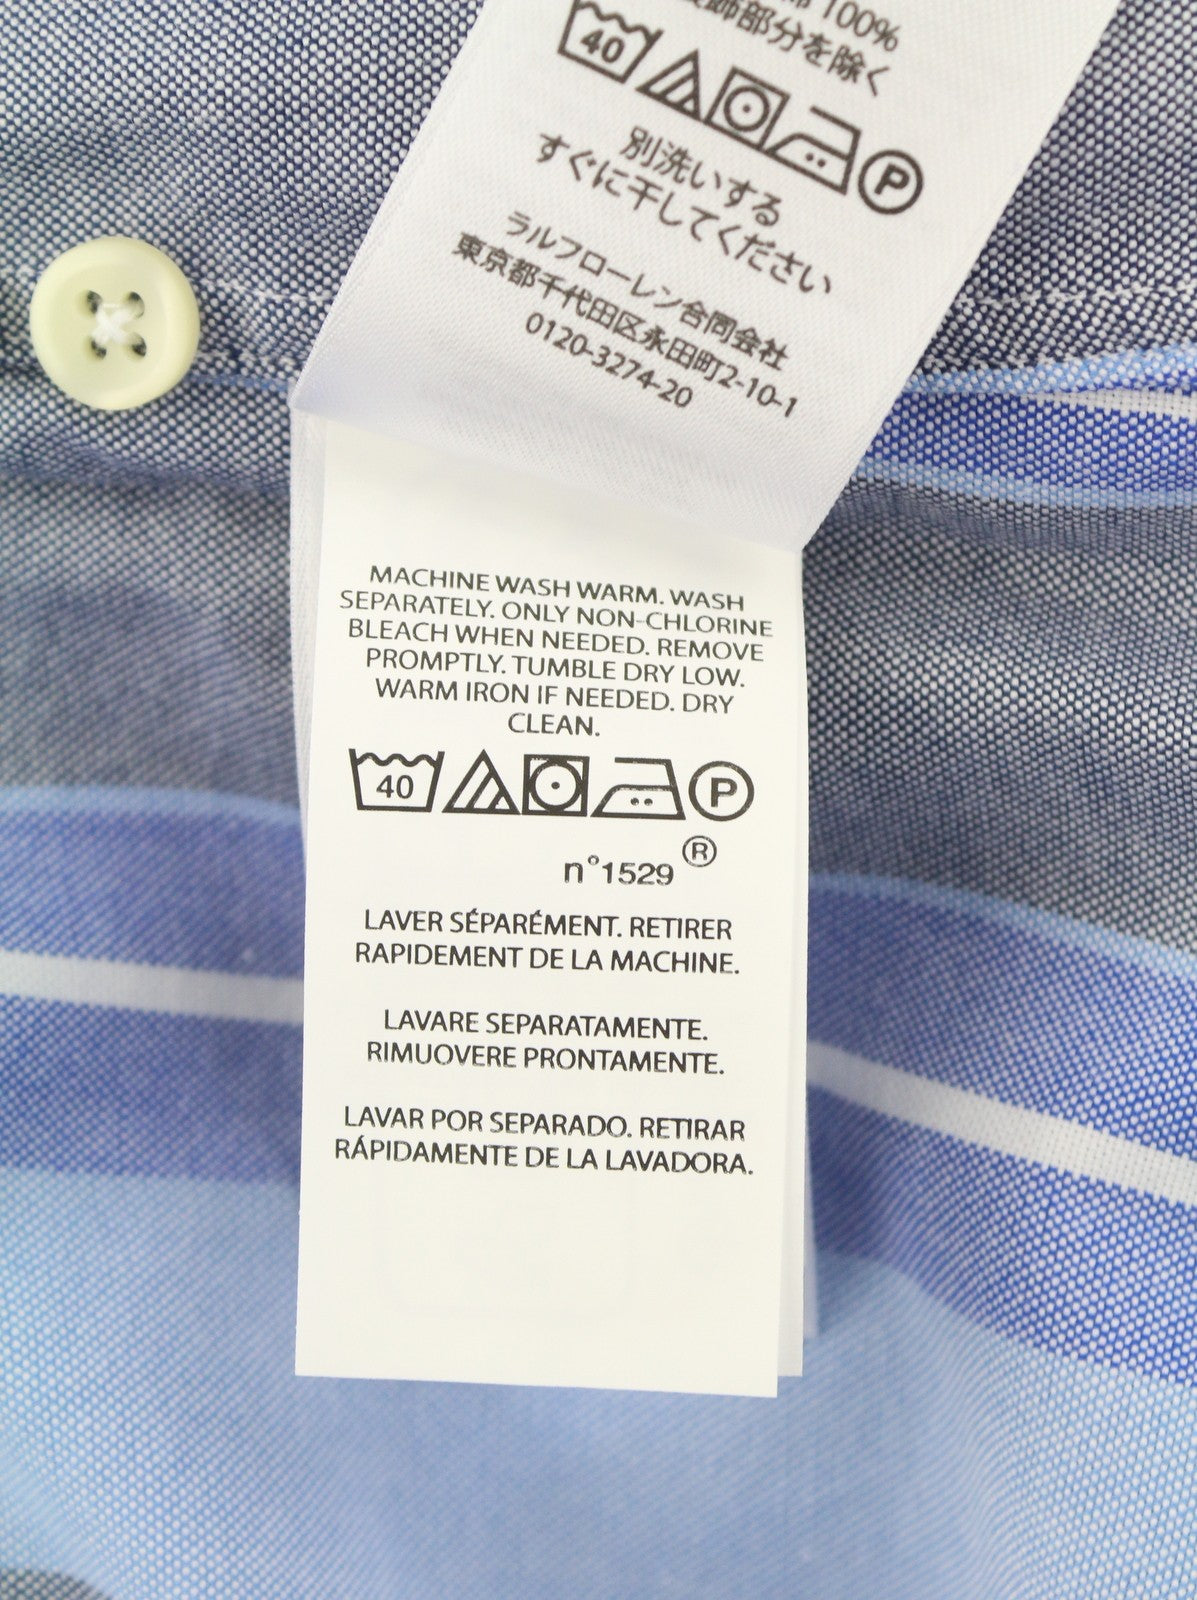 綿 100%
装飾部分を除く
40 P
別洗いする
すぐに干してください
ラルフローレン合同会社
東京都千代田区永田町2-10-1
0120-3274-20
MACHINE WASH WARM. WASH
SEPARATELY. ONLY NON-CHLORINE
BLEACH WHEN NEEDED. REMOVE
PROMPTLY. TUMBLE DRY LOW.
WARM IRON IF NEEDED. DRY
CLEAN.
40 P
n°1529 ®
LAVER SÉPARÉMENT. RETIRER
RAPIDEMENT DE LA MACHINE.
LAVARE SEPARATAMENTE.
RIMUOVERE PRONTAMENTE.
LAVAR POR SEPARADO. RETIRAR
RÁPIDAMENTE DE LA LAVADORA.